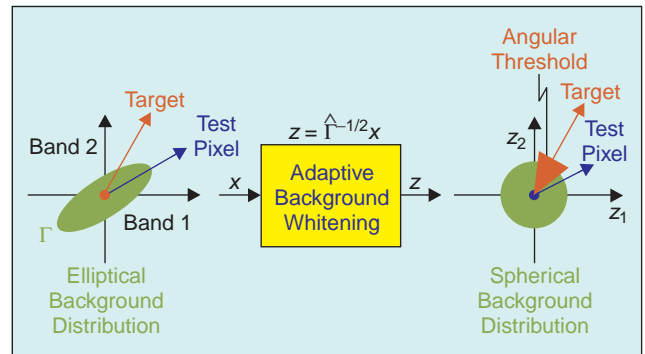 Angular
Threshold
Target
Target
Test
Pixel
Band 2
Band 1
Γ
Elliptical
Background
Distribution
z = Γ̂⁻¹/²x
x
Adaptive
Background
Whitening
z
z₂
Test
Pixel
z₁
Spherical
Background
Distribution